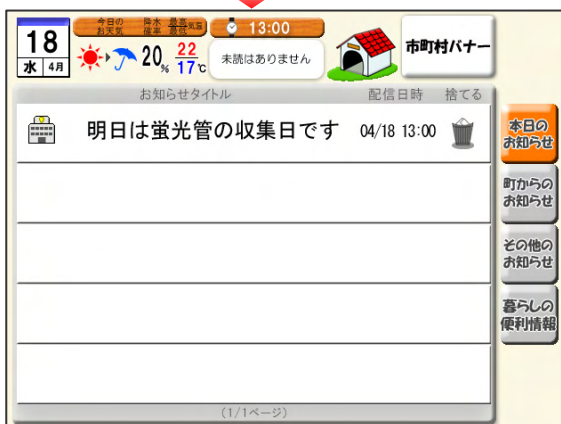 18
水 4月
今日の
お天気
降水
確率
最高
最低
気温
20%
22
17℃
13:00
未読はありません
市町村バナー
お知らせタイトル 配信日時 捨てる
明日は蛍光管の収集日です 04/18 13:00
本日の
お知らせ
町からの
お知らせ
その他の
お知らせ
暮らしの
便利情報
(1/1ページ)